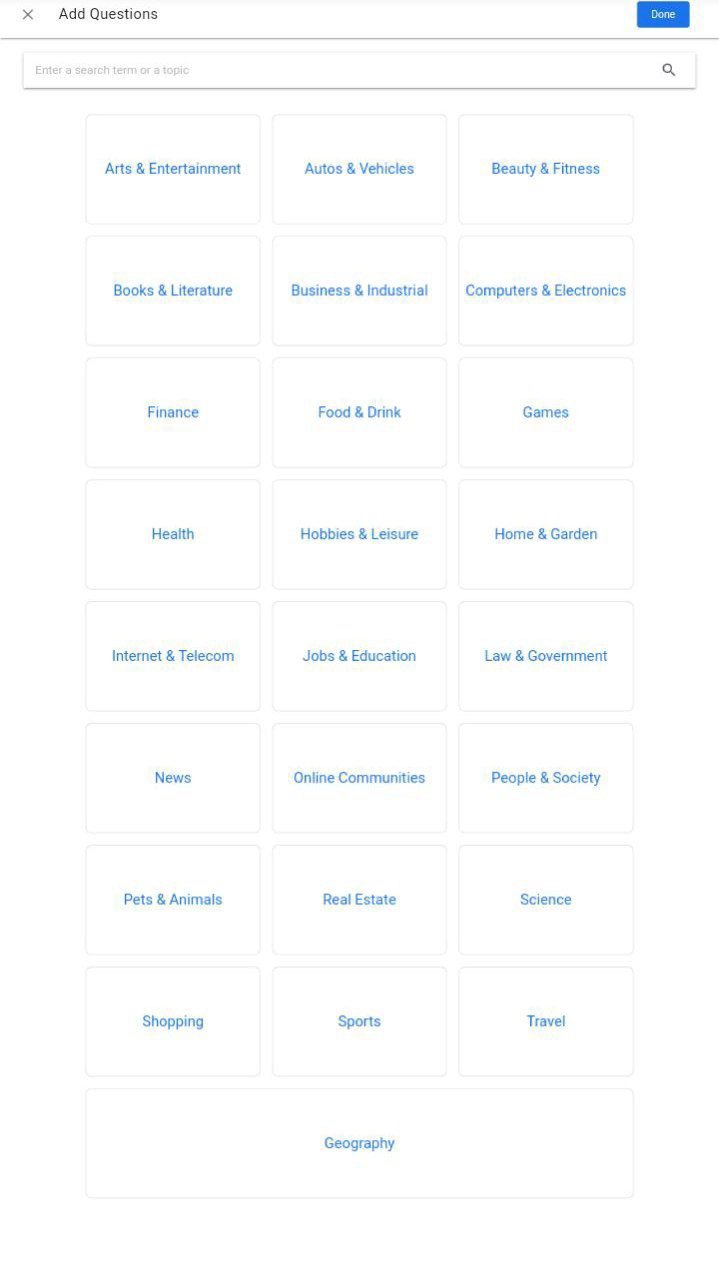 Add Questions
Done
Enter a search term or a topic
Arts & Entertainment
Autos & Vehicles
Beauty & Fitness
Books & Literature
Business & Industrial
Computers & Electronics
Finance
Food & Drink
Games
Health
Hobbies & Leisure
Home & Garden
Internet & Telecom
Jobs & Education
Law & Government
News
Online Communities
People & Society
Pets & Animals
Real Estate
Science
Shopping
Sports
Travel
Geography